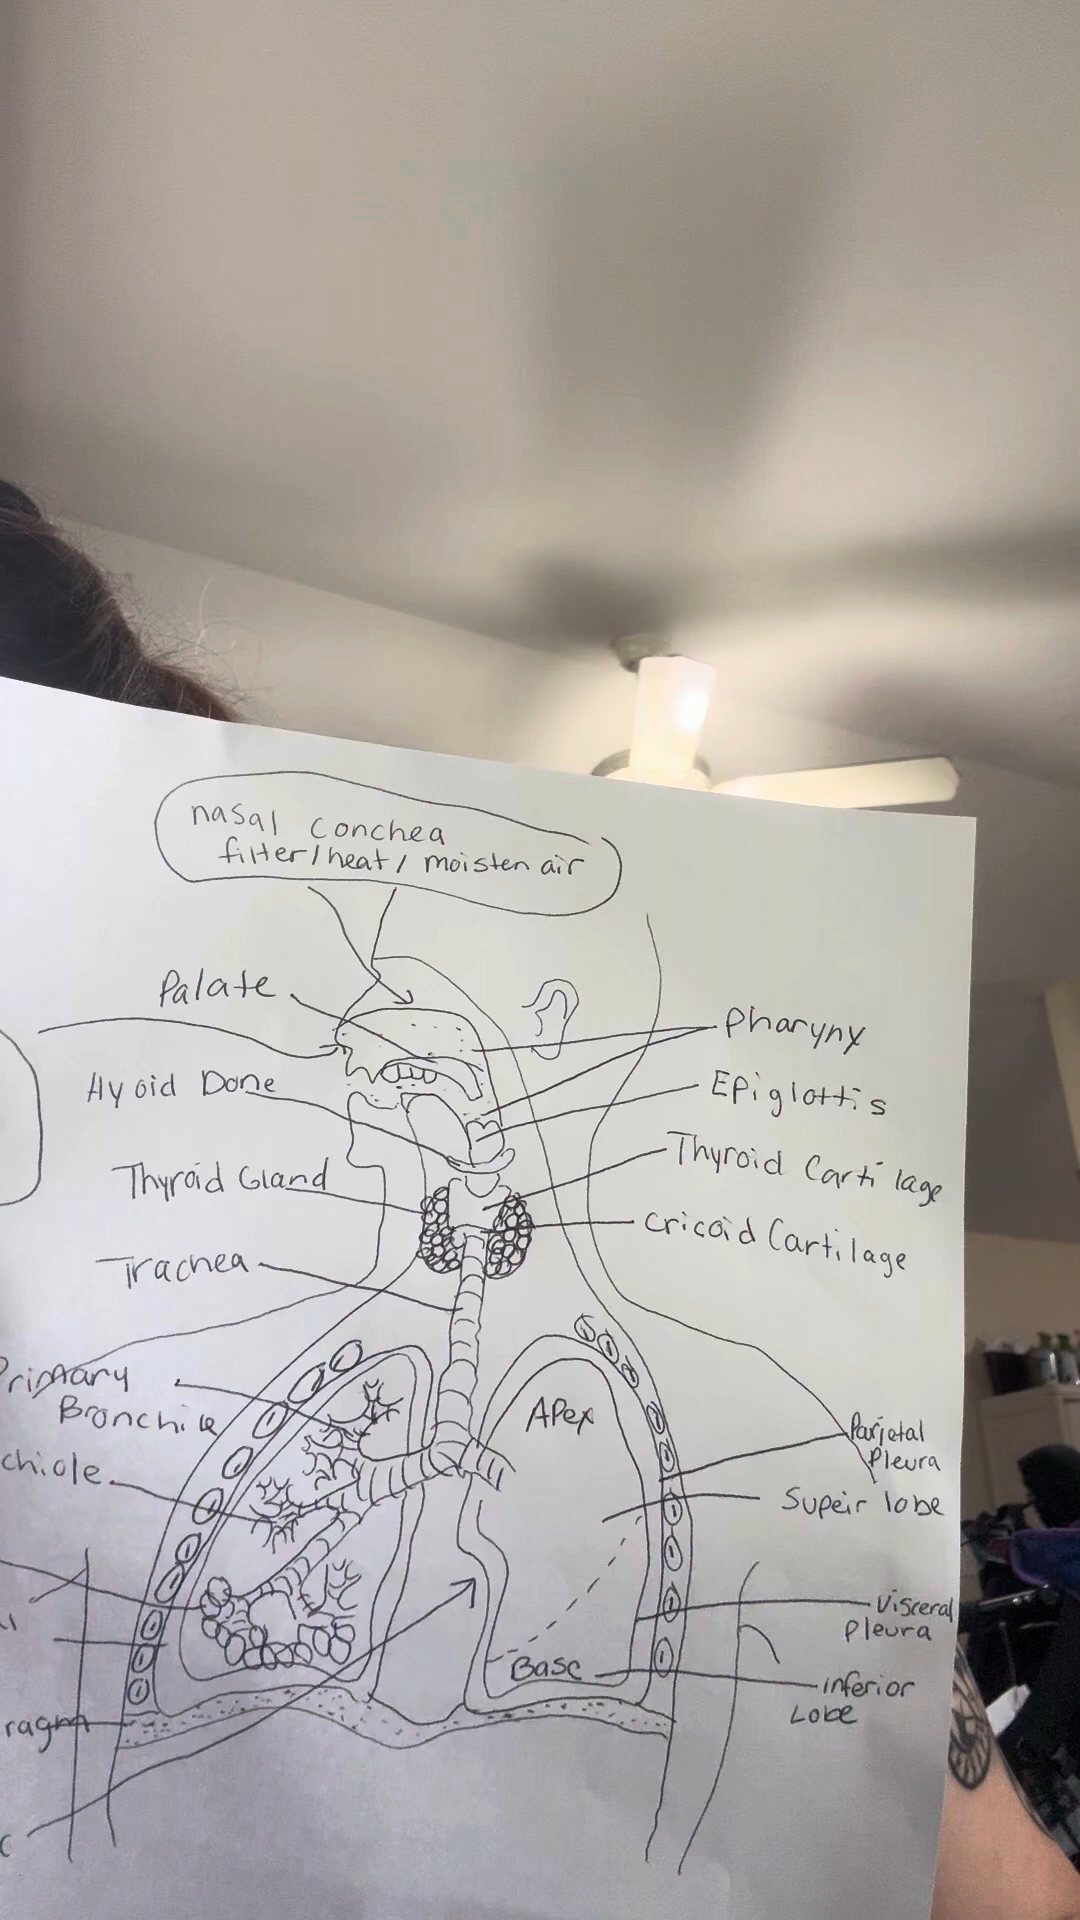 nasal conchea
filter/heat/moisten air
Palate
Pharynx
Hyoid Done
Epiglottis
Thyroid Cartilage
Thyroid Gland
Cricoid Cartilage
Trachea
Primary
Bronchile
Apex
Parietal
Pleura
chiole
Supeir lobe
Visceral
Pleura
Base
inferior
Lobe
ragm
c